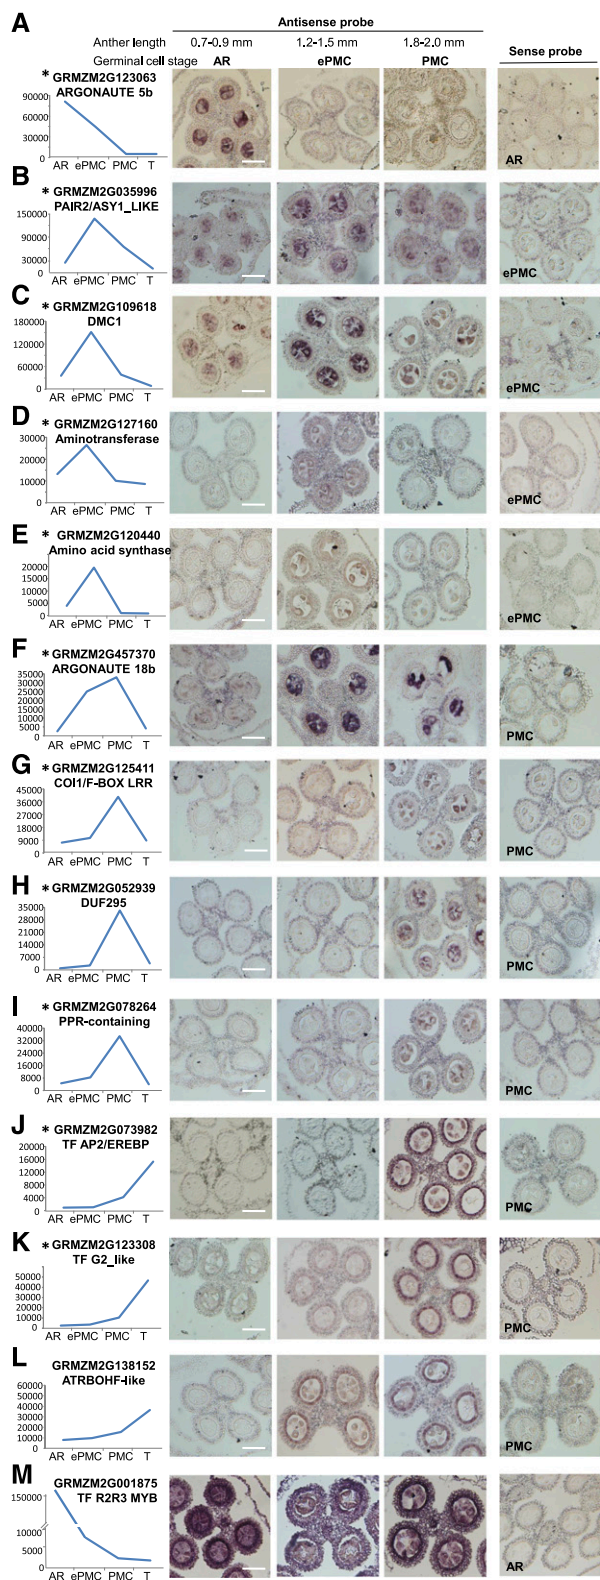 A
Antisense probe
Anther length 0.7-0.9 mm 1.2-1.5 mm 1.8-2.0 mm
Sense probe
Germinal cell stage AR ePMC PMC
* GRMZM2G123063
ARGONAUTE 5b
90000
60000
30000
0
AR ePMC PMC T
AR
B
* GRMZM2G035996
PAIR2/ASY1_LIKE
150000
90000
30000
0
AR ePMC PMC T
ePMC
C
* GRMZM2G109618
DMC1
180000
120000
60000
0
AR ePMC PMC T
ePMC
D
* GRMZM2G127160
Aminotransferase
30000
20000
10000
0
AR ePMC PMC T
ePMC
E
* GRMZM2G120440
Amino acid synthase
20000
15000
10000
5000
0
AR ePMC PMC T
ePMC
F
* GRMZM2G457370
ARGONAUTE 18b
35000
30000
25000
20000
15000
10000
5000
0
AR ePMC PMC T
PMC
G
* GRMZM2G125411
COI1/F-BOX LRR
45000
36000
27000
18000
9000
0
AR ePMC PMC T
PMC
H
* GRMZM2G052939
DUF295
35000
28000
21000
14000
7000
0
AR ePMC PMC T
PMC
I
* GRMZM2G078264
PPR-containing
40000
32000
24000
16000
8000
0
AR ePMC PMC T
PMC
J
* GRMZM2G073982
TF AP2/EREBP
20000
16000
12000
8000
4000
0
AR ePMC PMC T
PMC
K
* GRMZM2G123308
TF G2_like
50000
40000
30000
20000
10000
0
AR ePMC PMC T
PMC
L
GRMZM2G138152
ATRBOHF-like
60000
50000
40000
30000
20000
10000
0
AR ePMC PMC T
PMC
M
GRMZM2G001875
TF R2R3 MYB
150000
10000
5000
0
AR ePMC PMC T
AR